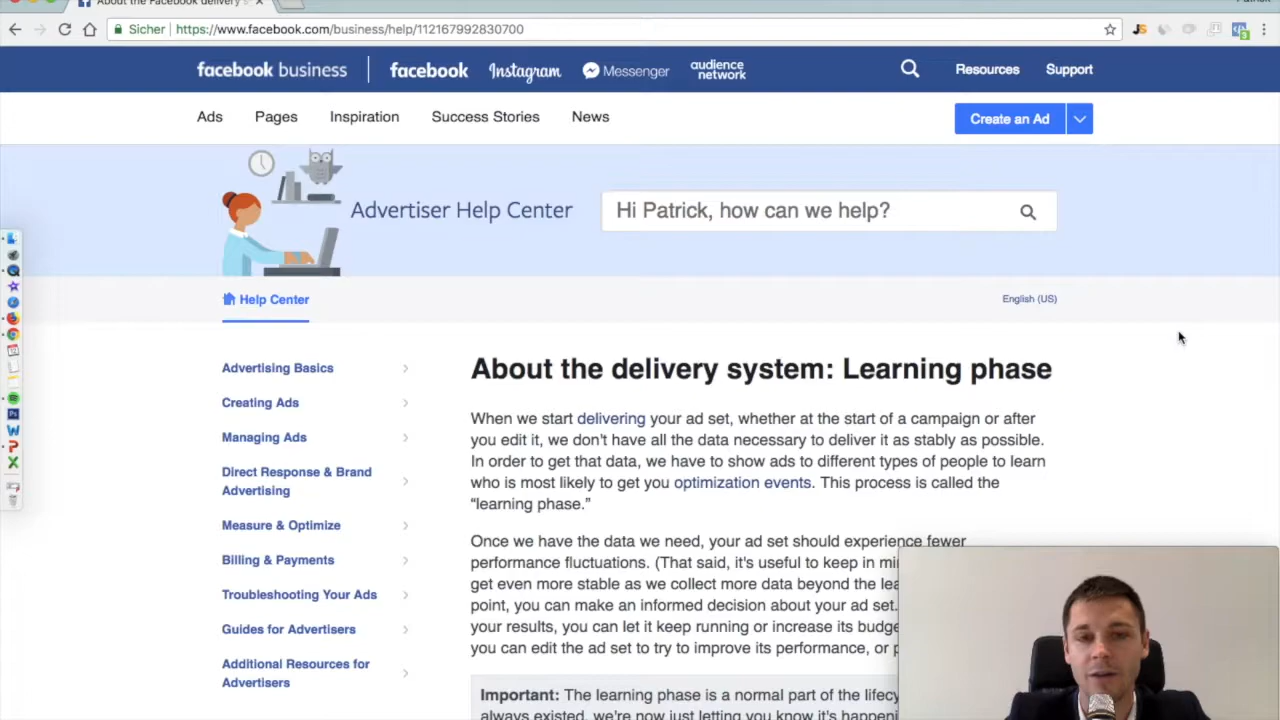 About the Facebook delivery s
Sicher | https://www.facebook.com/business/help/112167992830700
JS
3
facebook business facebook Instagram Messenger audience network Resources Support
Ads Pages Inspiration Success Stories News Create an Ad
Advertiser Help Center Hi Patrick, how can we help?
Help Center English (US)
Advertising Basics
Creating Ads
Managing Ads
Direct Response & Brand
Advertising
Measure & Optimize
Billing & Payments
Troubleshooting Your Ads
Guides for Advertisers
Additional Resources for
Advertisers
About the delivery system: Learning phase
When we start delivering your ad set, whether at the start of a campaign or after
you edit it, we don't have all the data necessary to deliver it as stably as possible.
In order to get that data, we have to show ads to different types of people to learn
who is most likely to get you optimization events. This process is called the
“learning phase.”
Once we have the data we need, your ad set should experience fewer
performance fluctuations. (That said, it's useful to keep in mi
get even more stable as we collect more data beyond the lea
point, you can make an informed decision about your ad set.
your results, you can let it keep running or increase its budge
you can edit the ad set to try to improve its performance, or p
Important: The learning phase is a normal part of the lifecy
always existed, we're now just letting you know it's happeni